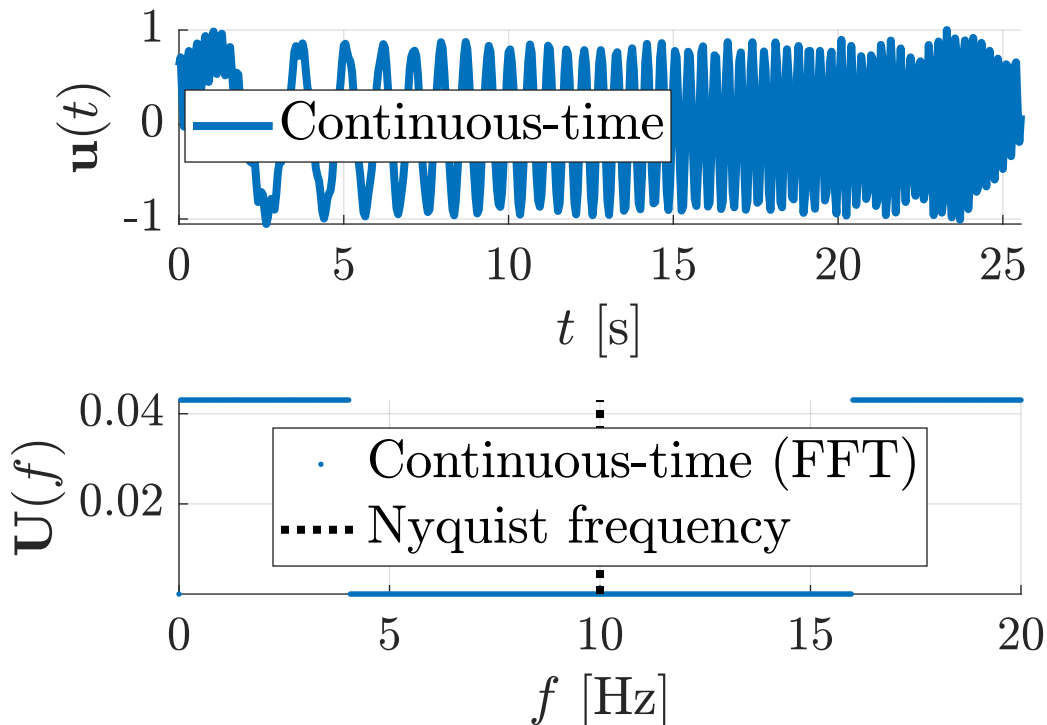 u(t)
1
0
-1
Continuous-time
0 5 10 15 20 25
t [s]
U(f)
0.04
0.02
Continuous-time (FFT)
Nyquist frequency
0 5 10 15 20
f [Hz]